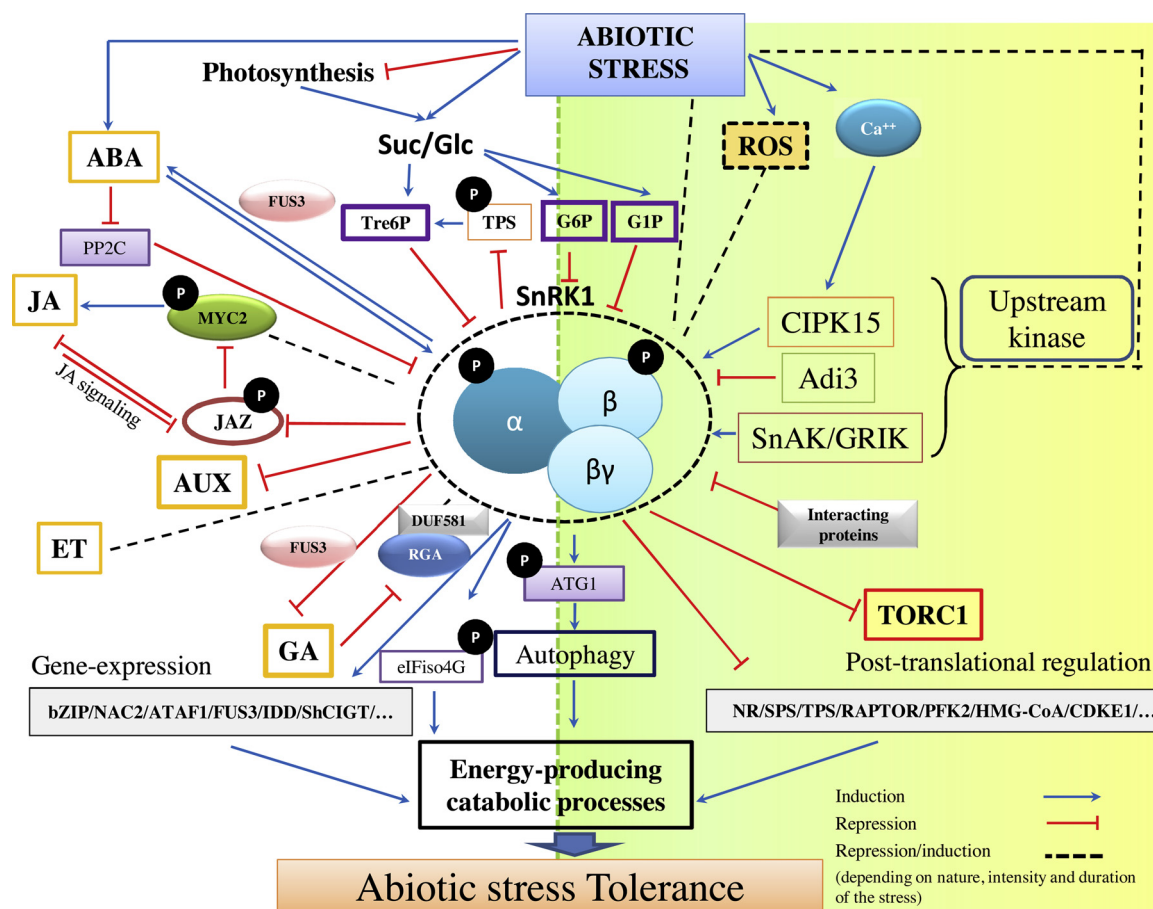 ABIOTIC
STRESS
Photosynthesis
Suc/Glc
ROS
Ca++
ABA
FUS3
P
Tre6P
TPS
G6P
G1P
PP2C
SnRK1
JA
P
MYC2
CIPK15
Upstream
kinase
P
P
Adi3
JA signaling
P
JAZ
α
β
SnAK/GRIK
βγ
AUX
ET
DUF581
Interacting
proteins
FUS3
RGA
P
ATG1
TORC1
GA
P
eIFiso4G
Autophagy
Gene-expression
Post-translational regulation
bZIP/NAC2/ATAF1/FUS3/IDD/ShCIGT/...
NR/SPS/TPS/RAPTOR/PFK2/HMG-CoA/CDKE1/...
Energy-producing
catabolic processes
Induction
Repression
Repression/induction
(depending on nature, intensity and duration
of the stress)
Abiotic stress Tolerance